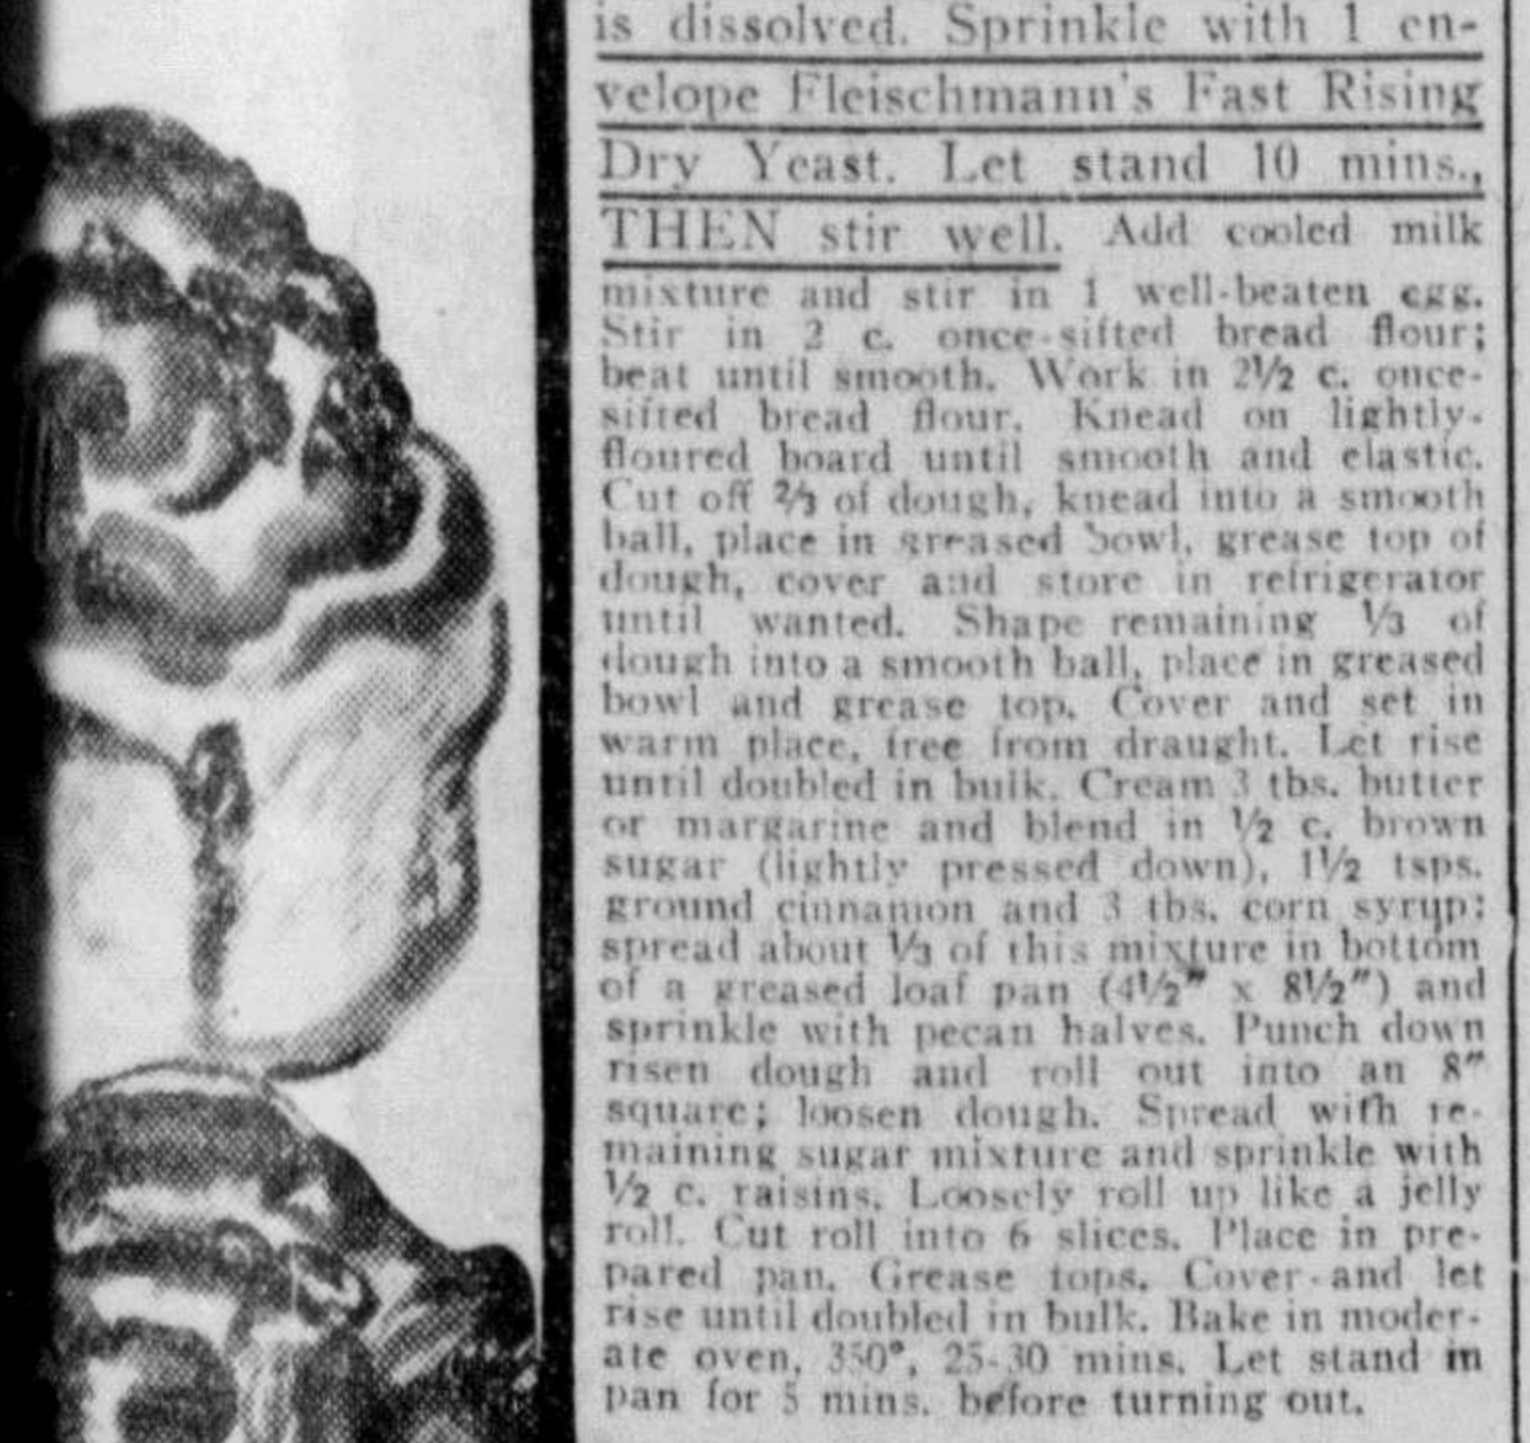 is dissolved. Sprinkle with 1 en-
velope Fleischmann's Fast Rising
Dry Yeast. Let stand 10 mins.,
THEN stir well. Add cooled milk
mixture and stir in 1 well-beaten egg.
Stir in 2 c. once-sifted bread flour;
beat until smooth. Work in 2½ c. once-
sifted bread flour. Knead on lightly-
floured board until smooth and elastic.
Cut off ⅔ of dough, knead into a smooth
ball, place in greased bowl, grease top of
dough, cover and store in refrigerator
until wanted. Shape remaining ⅓ of
dough into a smooth ball, place in greased
bowl and grease top. Cover and set in
warm place, free from draught. Let rise
until doubled in bulk. Cream 3 tbs. butter
or margarine and blend in ½ c. brown
sugar (lightly pressed down), 1½ tsps.
ground cinnamon and 3 tbs. corn syrup;
spread about ⅓ of this mixture in bottom
of a greased loaf pan (4½" x 8½") and
sprinkle with pecan halves. Punch down
risen dough and roll out into an 8"
square; loosen dough. Spread with re-
maining sugar mixture and sprinkle with
½ c. raisins. Loosely roll up like a jelly
roll. Cut roll into 6 slices. Place in pre-
pared pan. Grease tops. Cover and let
rise until doubled in bulk. Bake in moder-
ate oven, 350°, 25-30 mins. Let stand in
pan for 5 mins. before turning out.